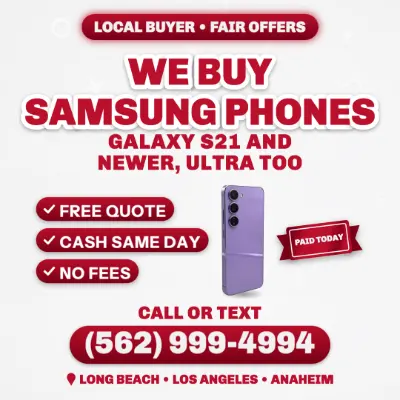 LOCAL BUYER • FAIR OFFERS
WE BUY
SAMSUNG PHONES
GALAXY S21 AND
NEWER, ULTRA TOO
FREE QUOTE
CASH SAME DAY
NO FEES
PAID TODAY
CALL OR TEXT
(562) 999-4994
LONG BEACH • LOS ANGELES • ANAHEIM